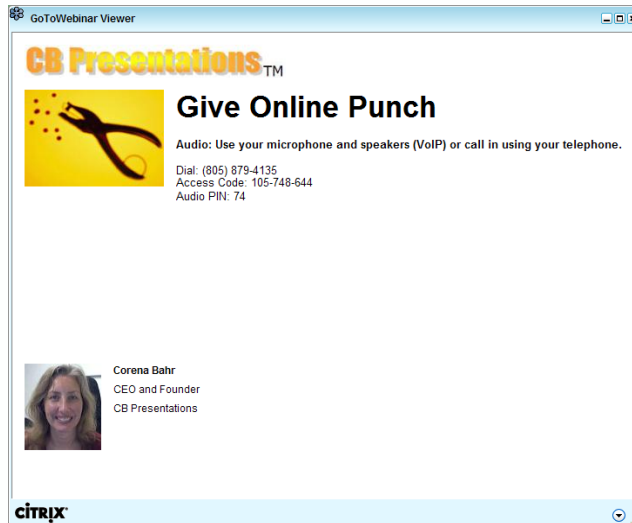 GoToWebinar Viewer
CB Presentations™
Give Online Punch
Audio: Use your microphone and speakers (VoIP) or call in using your telephone.
Dial: (805) 879-4135
Access Code: 105-748-644
Audio PIN: 74
Corena Bahr
CEO and Founder
CB Presentations
CİTRIX